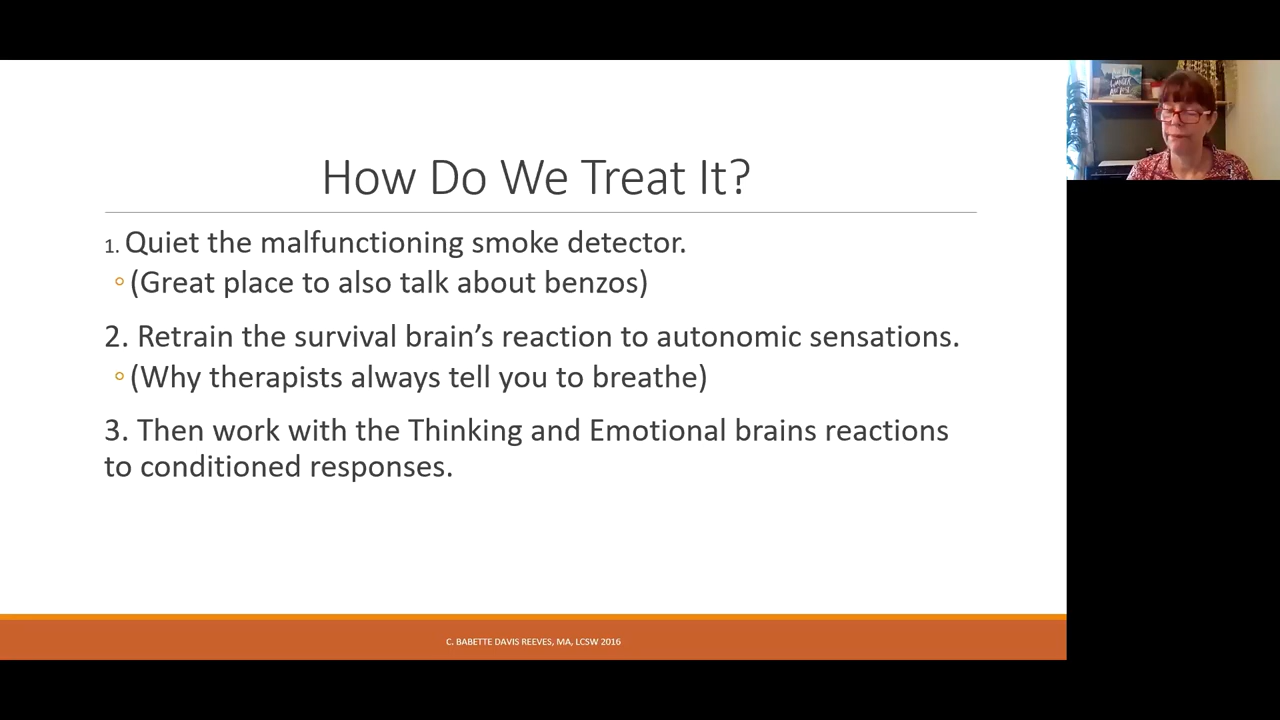 How Do We Treat It?
1. Quiet the malfunctioning smoke detector.
(Great place to also talk about benzos)
2. Retrain the survival brain’s reaction to autonomic sensations.
(Why therapists always tell you to breathe)
3. Then work with the Thinking and Emotional brains reactions
to conditioned responses.
C. BABETTE DAVIS REEVES, MA, LCSW 2016